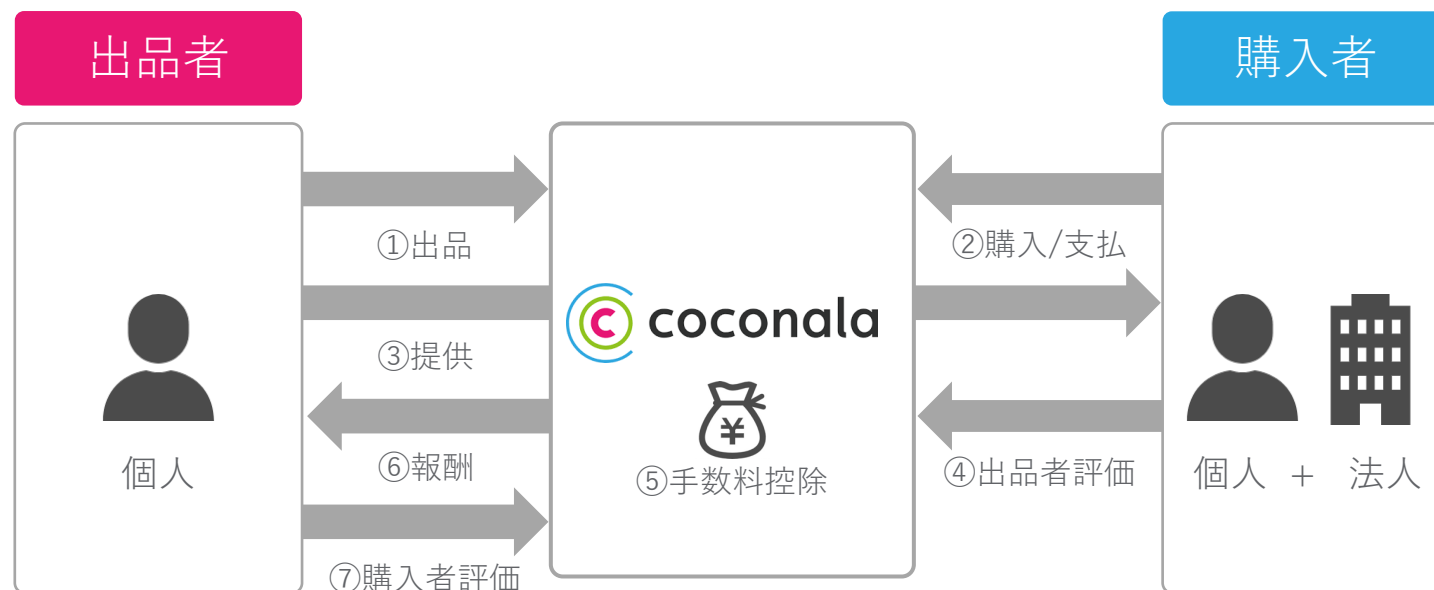 出品者
購入者
①出品
②購入/支払
coconala
③提供
¥
⑥報酬
⑤手数料控除
④出品者評価
個人
個人 + 法人
⑦購入者評価